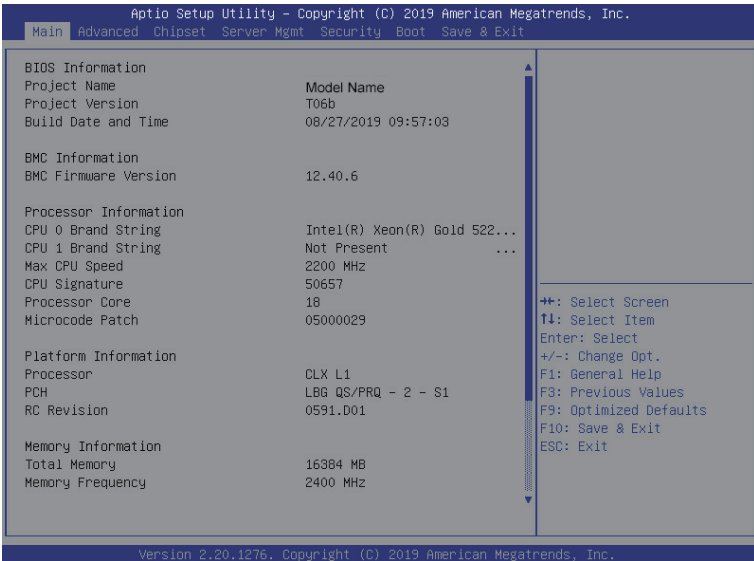 Aptio Setup Utility – Copyright (C) 2019 American Megatrends, Inc.
Main Advanced Chipset Server Mgmt Security Boot Save & Exit
BIOS Information
Project Name Model Name
Project Version T06b
Build Date and Time 08/27/2019 09:57:03
BMC Information
BMC Firmware Version 12.40.6
Processor Information
CPU 0 Brand String Intel(R) Xeon(R) Gold 522...
CPU 1 Brand String Not Present ...
Max CPU Speed 2200 MHz
CPU Signature 50657
Processor Core 18
Microcode Patch 05000029
Platform Information
Processor CLX L1
PCH LBG QS/PRQ - 2 - S1
RC Revision 0591.D01
Memory Information
Total Memory 16384 MB
Memory Frequency 2400 MHz
→←: Select Screen
↑↓: Select Item
Enter: Select
+/-: Change Opt.
F1: General Help
F3: Previous Values
F9: Optimized Defaults
F10: Save & Exit
ESC: Exit
Version 2.20.1276. Copyright (C) 2019 American Megatrends, Inc.